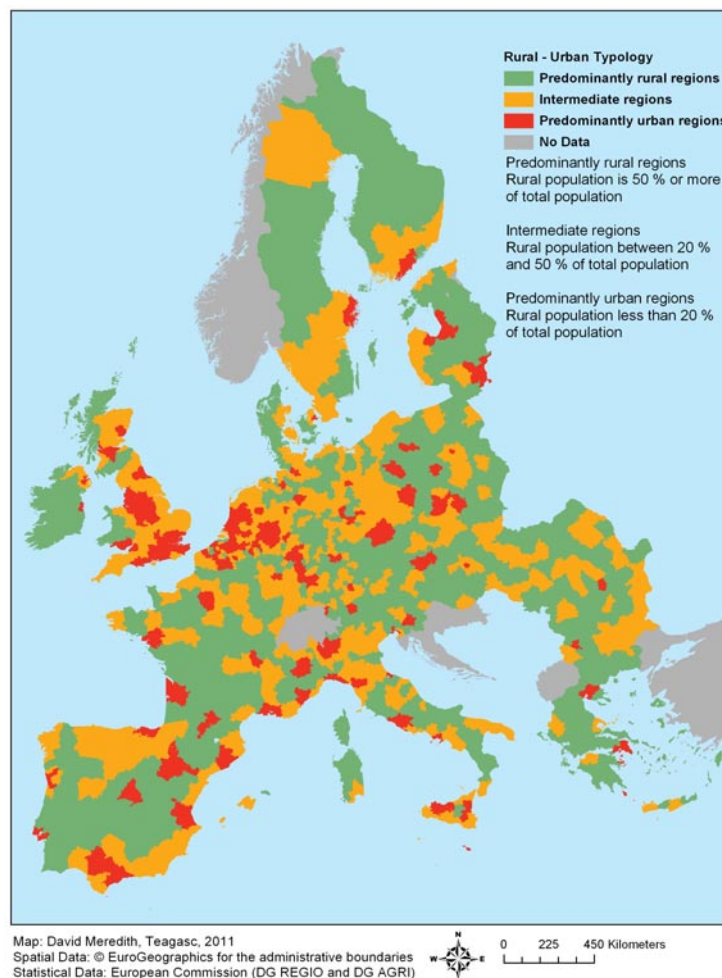 Rural - Urban Typology
Predominantly rural regions
Intermediate regions
Predominantly urban regions
No Data
Predominantly rural regions
Rural population is 50 % or more
of total population
Intermediate regions
Rural population between 20 %
and 50 % of total population
Predominantly urban regions
Rural population less than 20 %
of total population
Map: David Meredith, Teagasc, 2011
Spatial Data: © EuroGeographics for the administrative boundaries
Statistical Data: European Commission (DG REGIO and DG AGRI)
N
W E
S
0 225 450 Kilometers